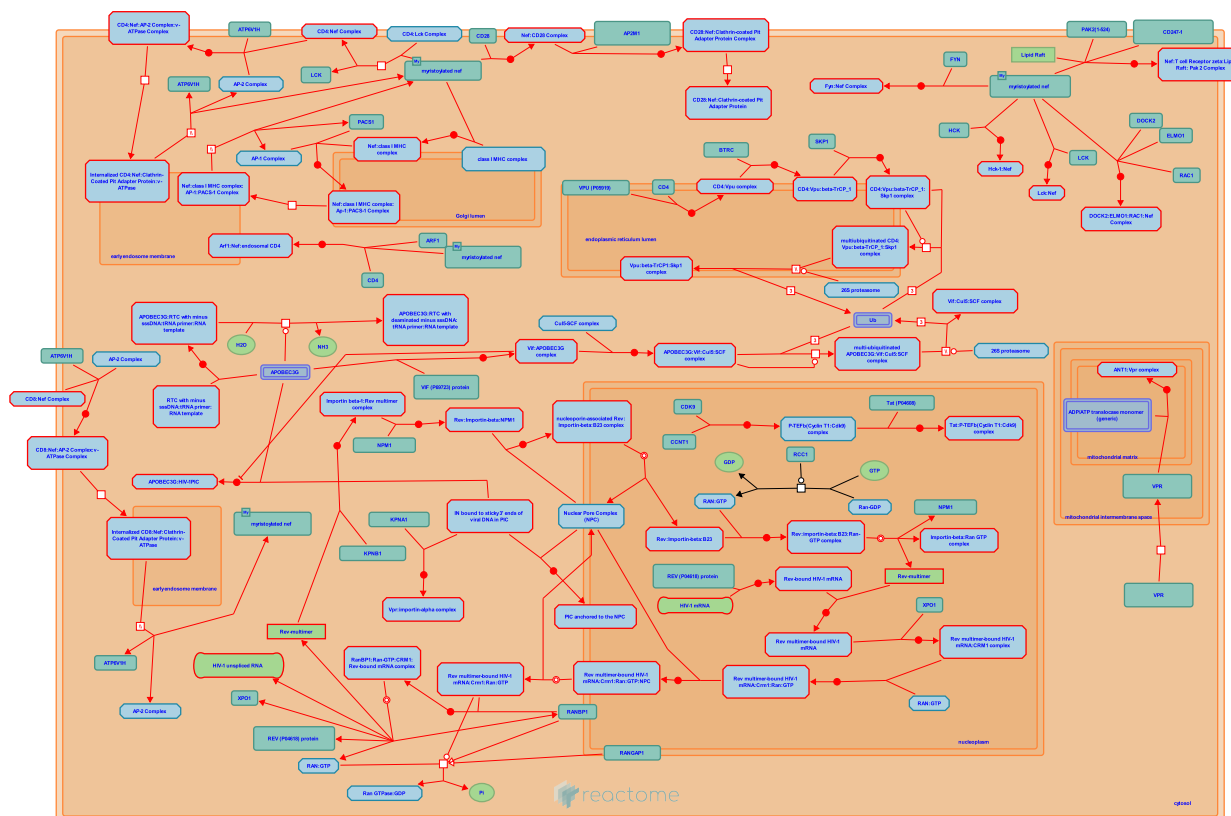 CD4:Nef:AP-2 Complex:v-
ATPase Complex
ATP6V1H
CD4:Nef Complex
CD4:Lck Complex
CD28
Nef:CD28 Complex
AP2M1
CD28:Nef:Clathrin-coated Pit
Adapter Protein Complex
PAK2(1-524)
CD247-1
Lipid Raft
Nef:T cell Receptor zeta:Lip
Raft: Pak 2 Complex
FYN
LCK
My
myristoylated nef
ATP6V1H
AP-2 Complex
6
Fyn:Nef Complex
My
myristoylated nef
CD28:Nef:Clathrin-coated Pit
Adapter Protein
PACS1
HCK
DOCK2
ELMO1
Nef:class I MHC
complex
AP-1 Complex
class I MHC complex
BTRC
SKP1
LCK
Hck-1:Nef
RAC1
Internalized CD4:Nef:Clathrin-
Coated Pit Adapter Protein:v-
ATPase
6
Nef:class I MHC complex:
AP-1:PACS-1 Complex
Nef:class I MHC complex:
Ap-1:PACS-1 Complex
Golgi lumen
VPU (P05919)
CD4
CD4:Vpu complex
CD4:Vpu:beta-TrCP_1
CD4:Vpu:beta-TrCP_1:
Skp1 complex
Lck:Nef
DOCK2:ELMO1:RAC1:Nef
Complex
early endosome membrane
Arf1:Nef:endosomal CD4
ARF1
My
myristoylated nef
CD4
endoplasmic reticulum lumen
multiubiquitinated CD4:
Vpu:beta-TrCP1:Skp1
complex
Vpu:beta-TrCP1:Skp1
complex
26S proteasome
3
3
APOBEC3G:RTC with minus
sssDNA:tRNA primer:RNA
template
H2O
NH3
APOBEC3G:RTC with
deaminated minus sssDNA:
tRNA primer:RNA template
Cul5-SCF complex
Ub
3
3
Vif:Cul5:SCF complex
ATP6V1H
AP-2 Complex
Vif:APOBEC3G
complex
APOBEC3G:Vif:Cul5:SCF
complex
multi-ubiquitinated
APOBEC3G:Vif:Cul5:SCF
complex
26S proteasome
APOBEC3G
VIF (P69723) protein
CD8:Nef Complex
RTC with minus
sssDNA:tRNA primer:
RNA template
ANT1:Vpr complex
ADP/ATP translocase monomer
(generic)
mitochondrial matrix
Importin beta-1:Rev multimer
complex
Rev:Importin-beta:NPM1
NPM1
nucleoporin-associated Rev:
Importin-beta:B23 complex
CDK9
CCNT1
P-TEFb(Cyclin T1:Cdk9)
complex
Tat (P04608)
Tat:P-TEFb(Cyclin T1:Cdk9)
complex
CD8:Nef:AP-2 Complex:v-
ATPase Complex
APOBEC3G:HIV-1 PIC
GDP
RCC1
GTP
RAN:GTP
Ran-GDP
VPR
mitochondrial intermembrane space
Internalized CD8:Nef:Clathrin-
Coated Pit Adapter Protein:v-
ATPase
My
myristoylated nef
KPNA1
IN bound to sticky 3' ends of
viral DNA in PIC
Nuclear Pore Complex
(NPC)
NPM1
Rev:Importin-beta:B23
Rev:Importin-beta:B23:Ran-
GTP complex
Importin-beta:Ran GTP
complex
KPNB1
REV (P04618) protein
Rev-bound HIV-1 mRNA
Rev-multimer
early endosome membrane
Vpr:importin-alpha complex
HIV-1 mRNA
XPO1
VPR
PIC anchored to the NPC
6
Rev-multimer
Rev multimer-bound HIV-1
mRNA
Rev multimer-bound HIV-1
mRNA:CRM1 complex
ATP6V1H
HIV-1 unspliced RNA
RanBP1:Ran-GTP:CRM1:
Rev-bound mRNA complex
Rev multimer-bound HIV-1
mRNA:Crm1:Ran:GTP
Rev multimer-bound HIV-1
mRNA:Crm1:Ran:GTP:NPC
Rev multimer-bound HIV-1
mRNA:Crm1:Ran:GTP
RAN:GTP
XPO1
AP-2 Complex
RANBP1
REV (P04618) protein
nucleoplasm
RANGAP1
RAN:GTP
Ran GTPase:GDP
Pi
reactome
cytosol